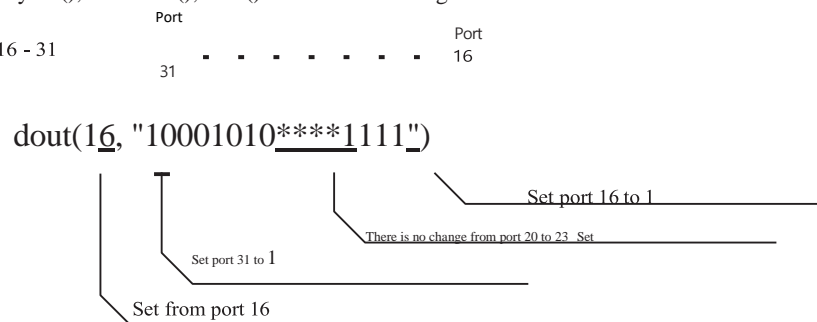 Port
Port
16 - 31
31 - - - - - - - 16
dout(16, "10001010****1111")
Set port 16 to 1
There is no change from port 20 to 23 Set
Set port 31 to 1
Set from port 16